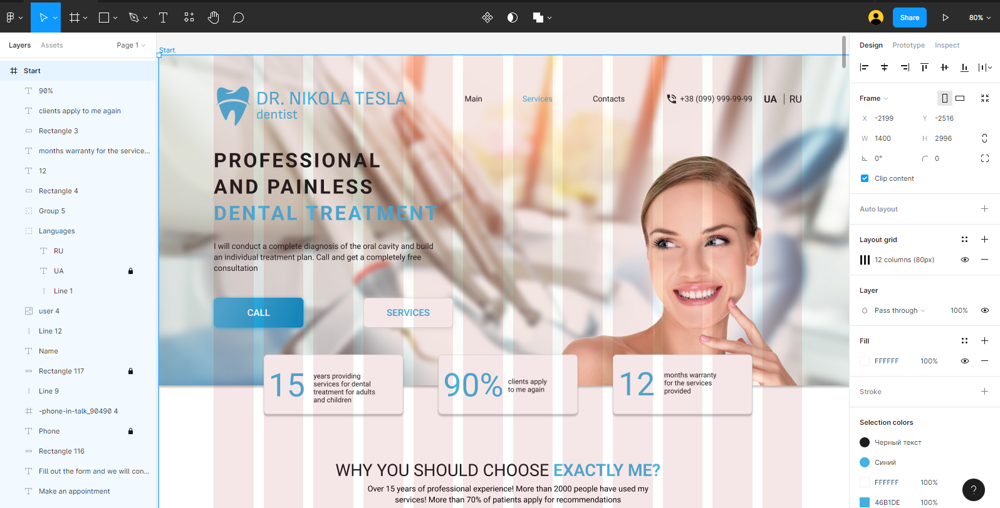 Share
80%
Layers
Assets
Page 1
Start
90%
clients apply to me again
Rectangle 3
months warranty for the service...
12
Rectangle 4
Group 5
Languages
RU
UA
Line 1
user 4
Line 12
Name
Rectangle 117
Line 9
-phone-in-talk_90490 4
Phone
Rectangle 116
Fill out the form and we will con...
Make an appointment
Start
DR. NIKOLA TESLA
dentist
Main
Services
Contacts
+38 (099) 999-99-99
UA
RU
PROFESSIONAL
AND PAINLESS
DENTAL TREATMENT
I will conduct a complete diagnosis of the oral cavity and build
an individual treatment plan. Call and get a completely free
consultation
CALL
SERVICES
15
years providing
services for dental
treatment for adults
and children
90%
clients apply
to me again
12
months warranty
for the services
provided
WHY YOU SHOULD CHOOSE EXACTLY ME?
Over 15 years of professional experience! More than 2000 people have used my
services! More than 70% of patients apply for recommendations
Design
Prototype
Inspect
Frame
X -2199
Y -2516
W 1400
H 2996
0°
0
Clip content
Auto layout
Layout grid
12 columns (80px)
Layer
Pass through
100%
Fill
FFFFFF
100%
Stroke
Selection colors
Черный текст
Синий
FFFFFF
100%
46B1DE
100%
?